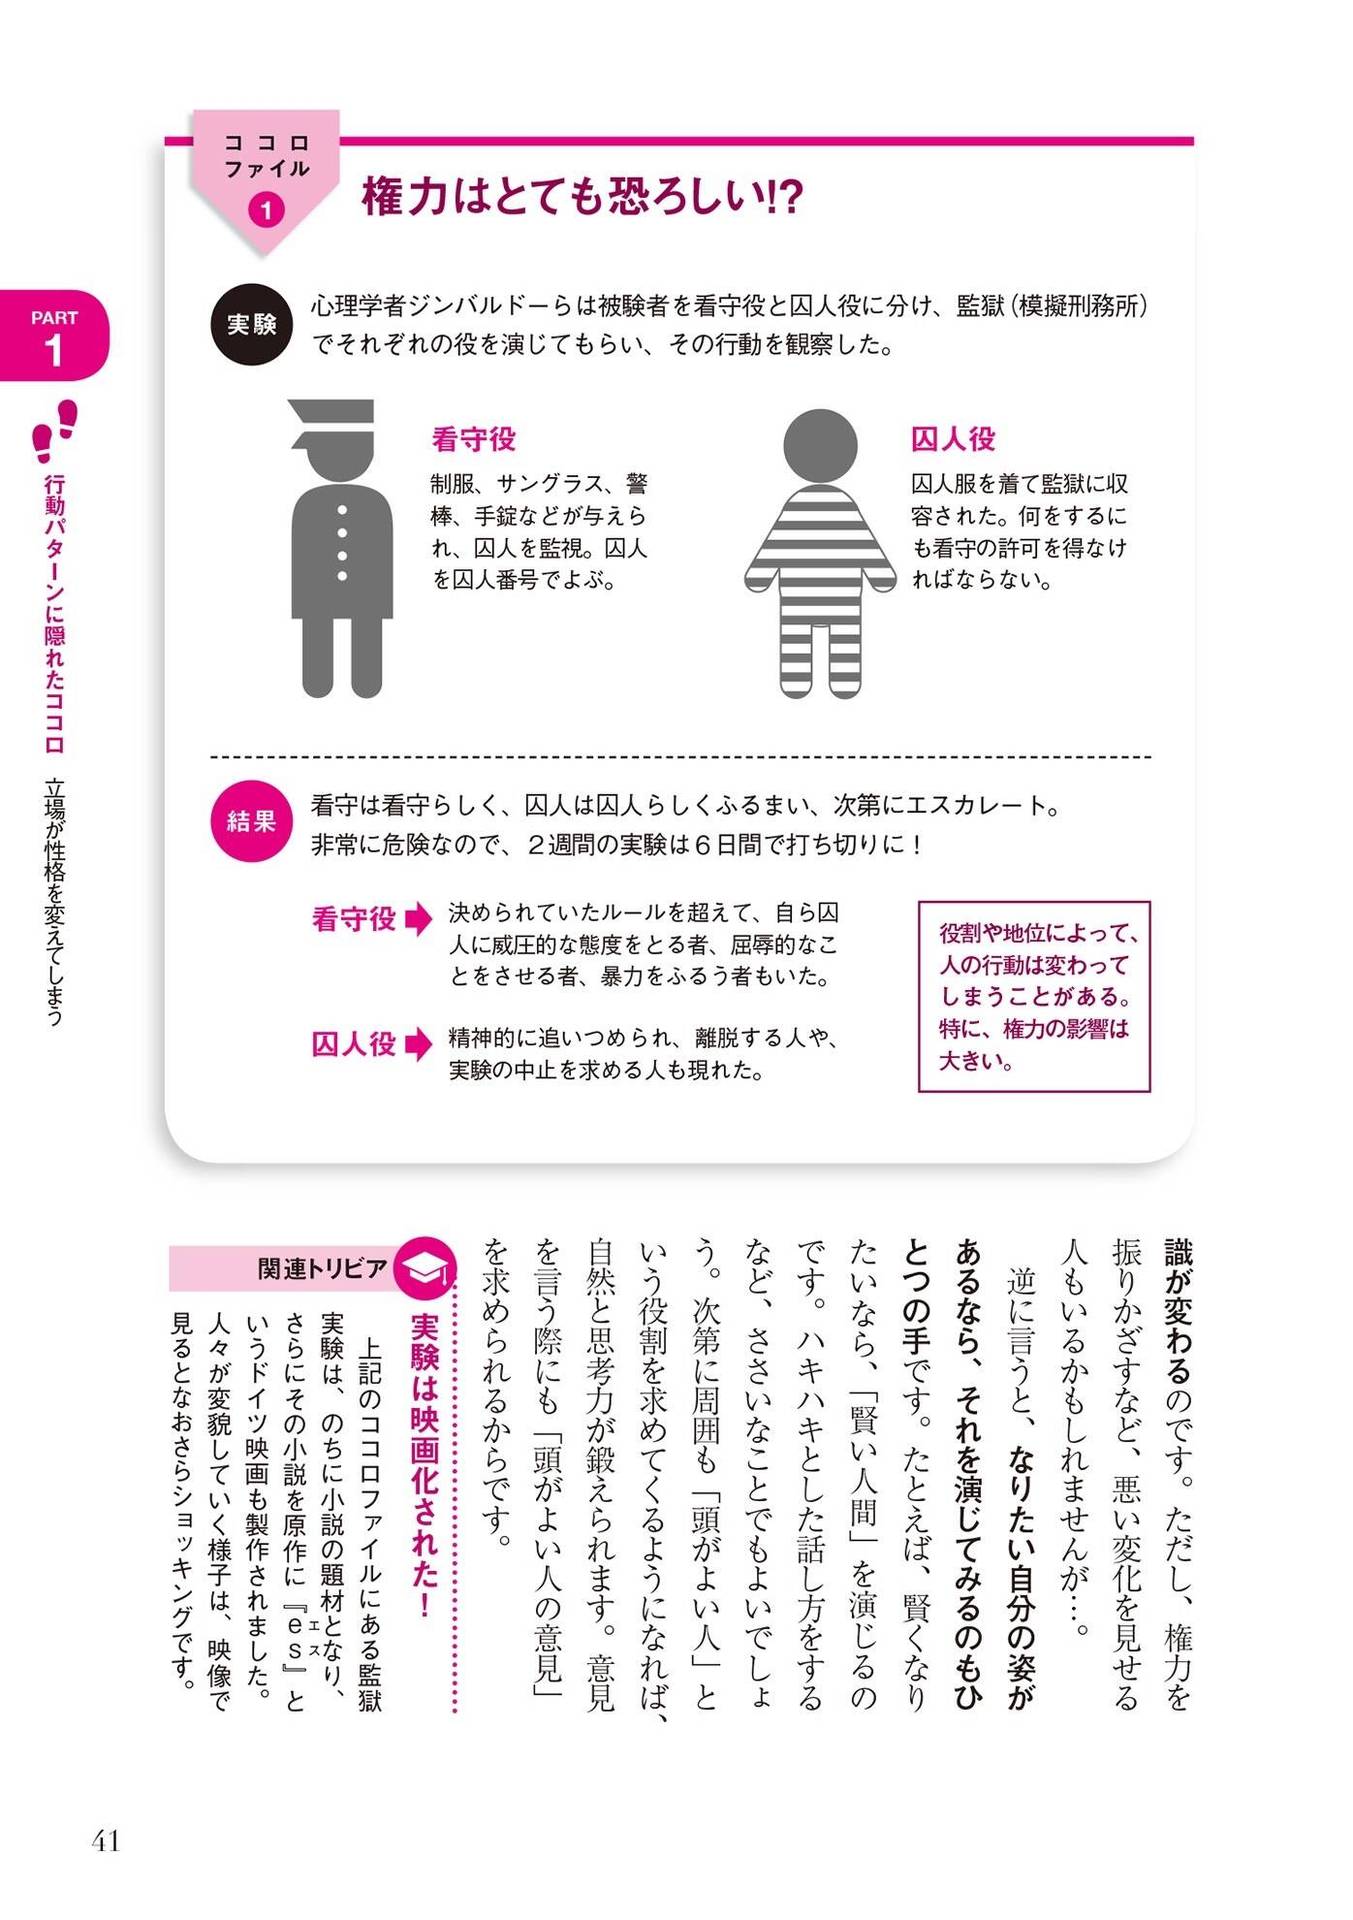 ココロ
ファイル
1
権力はとても恐ろしい!?
実験
心理学者ジンバルドーらは被験者を看守役と囚人役に分け、監獄（模擬刑務所）
でそれぞれの役を演じてもらい、その行動を観察した。
看守役
制服、サングラス、警
棒、手錠などが与えら
れ、囚人を監視。囚人
を囚人番号でよぶ。
囚人役
囚人服を着て監獄に収
容された。何をするに
も看守の許可を得なけ
ればならない。
結果
看守は看守らしく、囚人は囚人らしくふるまい、次第にエスカレート。
非常に危険なので、２週間の実験は６日間で打ち切りに！
看守役
決められていたルールを超えて、自ら囚
人に威圧的な態度をとる者、屈辱的なこ
とをさせる者、暴力をふるう者もいた。
囚人役
精神的に追いつめられ、離脱する人や、
実験の中止を求める人も現れた。
役割や地位によって、
人の行動は変わって
しまうことがある。
特に、権力の影響は
大きい。
PART
1
行動パターンに隠れたココロ 立場が性格を変えてしまう
識が変わるのです。ただし、権力を
振りかざすなど、悪い変化を見せる
人もいるかもしれませんが…。
逆に言うと、なりたい自分の姿が
あるなら、それを演じてみるのもひ
とつの手です。たとえば、賢くなり
たいなら、「賢い人間」を演じるの
です。ハキハキとした話し方をする
など、ささいなことでもよいでしょ
う。次第に周囲も「頭がよい人」と
いう役割を求めてくるようになれば、
自然と思考力が鍛えられます。意見
を言う際にも「頭がよい人の意見」
を求められるからです。
関連トリビア
実験は映画化された！
上記のココロファイルにある監獄
実験は、のちに小説の題材となり、
さらにその小説を原作に『es』と
エス
いうドイツ映画も製作されました。
人々が変貌していく様子は、映像で
見るとなおさらショッキングです。
41